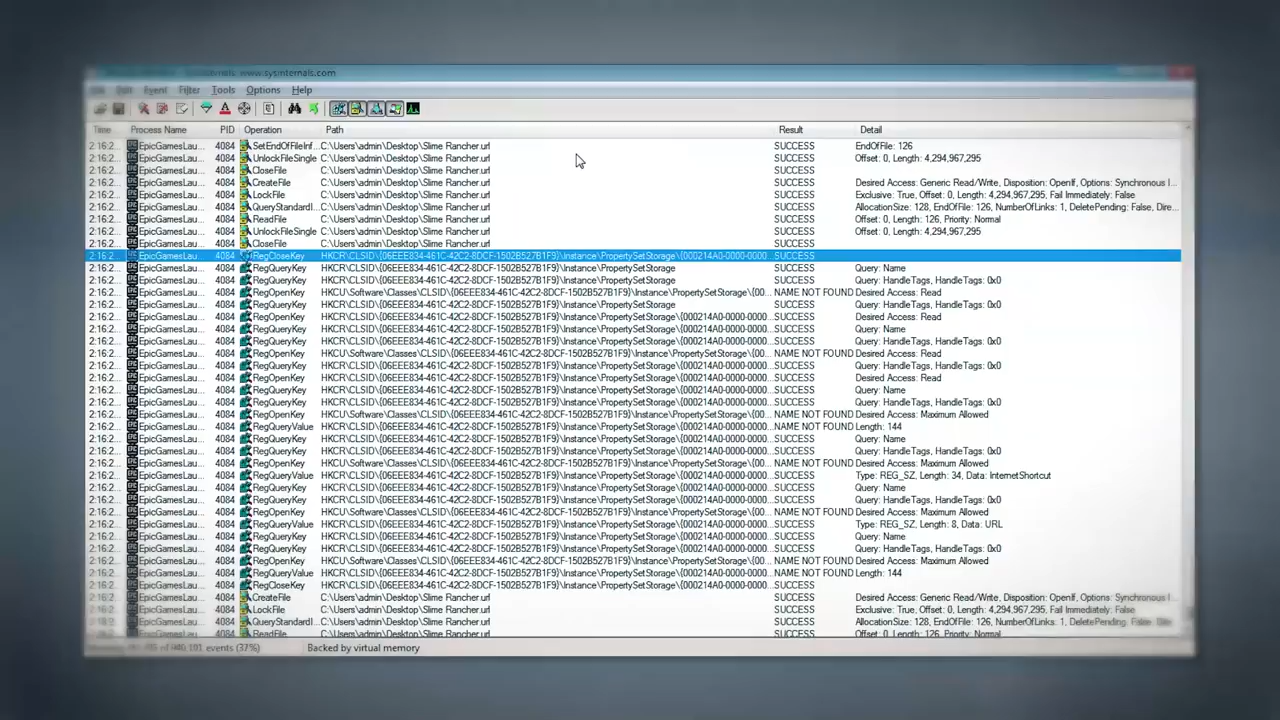 www.sysinternals.com
Event Filter Tools Options Help
Time Process Name PID Operation Path Result Detail
2:16:2... EpicGamesLau... 4084 SetEndOfFileInf... C:\Users\admin\Desktop\Slime Rancher.url SUCCESS EndOfFile: 126
2:16:2... EpicGamesLau... 4084 UnlockFileSingle C:\Users\admin\Desktop\Slime Rancher.url SUCCESS Offset: 0, Length: 4,294,967,295
2:16:2... EpicGamesLau... 4084 CloseFile C:\Users\admin\Desktop\Slime Rancher.url SUCCESS
2:16:2... EpicGamesLau... 4084 CreateFile C:\Users\admin\Desktop\Slime Rancher.url SUCCESS Desired Access: Generic Read/Write, Disposition: OpenIf, Options: Synchronous I...
2:16:2... EpicGamesLau... 4084 LockFile C:\Users\admin\Desktop\Slime Rancher.url SUCCESS Exclusive: True, Offset: 0, Length: 4,294,967,295, Fail Immediately: False
2:16:2... EpicGamesLau... 4084 QueryStandardI... C:\Users\admin\Desktop\Slime Rancher.url SUCCESS AllocationSize: 128, EndOfFile: 126, NumberOfLinks: 1, DeletePending: False, Dire...
2:16:2... EpicGamesLau... 4084 ReadFile C:\Users\admin\Desktop\Slime Rancher.url SUCCESS Offset: 0, Length: 126, Priority: Normal
2:16:2... EpicGamesLau... 4084 UnlockFileSingle C:\Users\admin\Desktop\Slime Rancher.url SUCCESS Offset: 0, Length: 4,294,967,295
2:16:2... EpicGamesLau... 4084 CloseFile C:\Users\admin\Desktop\Slime Rancher.url SUCCESS
2:16:2... EpicGamesLau... 4084 RegCloseKey HKCR\CLSID\{06EEE834-461C-42C2-8DCF-1502B527B1F9}\Instance\PropertySetStorage\{000214A0-0000-0000... SUCCESS
2:16:2... EpicGamesLau... 4084 RegQueryKey HKCR\CLSID\{06EEE834-461C-42C2-8DCF-1502B527B1F9}\Instance\PropertySetStorage SUCCESS Query: Name
2:16:2... EpicGamesLau... 4084 RegQueryKey HKCR\CLSID\{06EEE834-461C-42C2-8DCF-1502B527B1F9}\Instance\PropertySetStorage SUCCESS Query: HandleTags, HandleTags: 0x0
2:16:2... EpicGamesLau... 4084 RegOpenKey HKCU\Software\Classes\CLSID\{06EEE834-461C-42C2-8DCF-1502B527B1F9}\Instance\PropertySetStorage\{00... NAME NOT FOUND Desired Access: Read
2:16:2... EpicGamesLau... 4084 RegQueryKey HKCR\CLSID\{06EEE834-461C-42C2-8DCF-1502B527B1F9}\Instance\PropertySetStorage SUCCESS Query: HandleTags, HandleTags: 0x0
2:16:2... EpicGamesLau... 4084 RegOpenKey HKCR\CLSID\{06EEE834-461C-42C2-8DCF-1502B527B1F9}\Instance\PropertySetStorage\{000214A0-0000-0000... SUCCESS Desired Access: Read
2:16:2... EpicGamesLau... 4084 RegQueryKey HKCR\CLSID\{06EEE834-461C-42C2-8DCF-1502B527B1F9}\Instance\PropertySetStorage\{000214A0-0000-0000... SUCCESS Query: Name
2:16:2... EpicGamesLau... 4084 RegQueryKey HKCR\CLSID\{06EEE834-461C-42C2-8DCF-1502B527B1F9}\Instance\PropertySetStorage\{000214A0-0000-0000... SUCCESS Query: HandleTags, HandleTags: 0x0
2:16:2... EpicGamesLau... 4084 RegOpenKey HKCU\Software\Classes\CLSID\{06EEE834-461C-42C2-8DCF-1502B527B1F9}\Instance\PropertySetStorage\{00... NAME NOT FOUND Desired Access: Read
2:16:2... EpicGamesLau... 4084 RegQueryKey HKCR\CLSID\{06EEE834-461C-42C2-8DCF-1502B527B1F9}\Instance\PropertySetStorage\{000214A0-0000-0000... SUCCESS Query: HandleTags, HandleTags: 0x0
2:16:2... EpicGamesLau... 4084 RegOpenKey HKCR\CLSID\{06EEE834-461C-42C2-8DCF-1502B527B1F9}\Instance\PropertySetStorage\{000214A0-0000-0000... SUCCESS Desired Access: Read
2:16:2... EpicGamesLau... 4084 RegQueryKey HKCR\CLSID\{06EEE834-461C-42C2-8DCF-1502B527B1F9}\Instance\PropertySetStorage\{000214A0-0000-0000... SUCCESS Query: Name
2:16:2... EpicGamesLau... 4084 RegQueryKey HKCR\CLSID\{06EEE834-461C-42C2-8DCF-1502B527B1F9}\Instance\PropertySetStorage\{000214A0-0000-0000... SUCCESS Query: HandleTags, HandleTags: 0x0
2:16:2... EpicGamesLau... 4084 RegOpenKey HKCU\Software\Classes\CLSID\{06EEE834-461C-42C2-8DCF-1502B527B1F9}\Instance\PropertySetStorage\{00... NAME NOT FOUND Desired Access: Maximum Allowed
2:16:2... EpicGamesLau... 4084 RegQueryValue HKCR\CLSID\{06EEE834-461C-42C2-8DCF-1502B527B1F9}\Instance\PropertySetStorage\{000214A0-0000-0000... NAME NOT FOUND Length: 144
2:16:2... EpicGamesLau... 4084 RegQueryKey HKCR\CLSID\{06EEE834-461C-42C2-8DCF-1502B527B1F9}\Instance\PropertySetStorage\{000214A0-0000-0000... SUCCESS Query: Name
2:16:2... EpicGamesLau... 4084 RegQueryKey HKCR\CLSID\{06EEE834-461C-42C2-8DCF-1502B527B1F9}\Instance\PropertySetStorage\{000214A0-0000-0000... SUCCESS Query: HandleTags, HandleTags: 0x0
2:16:2... EpicGamesLau... 4084 RegOpenKey HKCU\Software\Classes\CLSID\{06EEE834-461C-42C2-8DCF-1502B527B1F9}\Instance\PropertySetStorage\{00... NAME NOT FOUND Desired Access: Maximum Allowed
2:16:2... EpicGamesLau... 4084 RegQueryValue HKCR\CLSID\{06EEE834-461C-42C2-8DCF-1502B527B1F9}\Instance\PropertySetStorage\{000214A0-0000-0000... SUCCESS Type: REG_SZ, Length: 34, Data: InternetShortcut
2:16:2... EpicGamesLau... 4084 RegQueryKey HKCR\CLSID\{06EEE834-461C-42C2-8DCF-1502B527B1F9}\Instance\PropertySetStorage\{000214A0-0000-0000... SUCCESS Query: Name
2:16:2... EpicGamesLau... 4084 RegQueryKey HKCR\CLSID\{06EEE834-461C-42C2-8DCF-1502B527B1F9}\Instance\PropertySetStorage\{000214A0-0000-0000... SUCCESS Query: HandleTags, HandleTags: 0x0
2:16:2... EpicGamesLau... 4084 RegOpenKey HKCU\Software\Classes\CLSID\{06EEE834-461C-42C2-8DCF-1502B527B1F9}\Instance\PropertySetStorage\{00... NAME NOT FOUND Desired Access: Maximum Allowed
2:16:2... EpicGamesLau... 4084 RegQueryValue HKCR\CLSID\{06EEE834-461C-42C2-8DCF-1502B527B1F9}\Instance\PropertySetStorage\{000214A0-0000-0000... SUCCESS Type: REG_SZ, Length: 8, Data: URL
2:16:2... EpicGamesLau... 4084 RegQueryKey HKCR\CLSID\{06EEE834-461C-42C2-8DCF-1502B527B1F9}\Instance\PropertySetStorage\{000214A0-0000-0000... SUCCESS Query: Name
2:16:2... EpicGamesLau... 4084 RegQueryKey HKCR\CLSID\{06EEE834-461C-42C2-8DCF-1502B527B1F9}\Instance\PropertySetStorage\{000214A0-0000-0000... SUCCESS Query: HandleTags, HandleTags: 0x0
2:16:2... EpicGamesLau... 4084 RegOpenKey HKCU\Software\Classes\CLSID\{06EEE834-461C-42C2-8DCF-1502B527B1F9}\Instance\PropertySetStorage\{00... NAME NOT FOUND Desired Access: Maximum Allowed
2:16:2... EpicGamesLau... 4084 RegQueryValue HKCR\CLSID\{06EEE834-461C-42C2-8DCF-1502B527B1F9}\Instance\PropertySetStorage\{000214A0-0000-0000... NAME NOT FOUND Length: 144
2:16:2... EpicGamesLau... 4084 RegCloseKey HKCR\CLSID\{06EEE834-461C-42C2-8DCF-1502B527B1F9}\Instance\PropertySetStorage\{000214A0-0000-0000... SUCCESS
2:16:2... EpicGamesLau... 4084 CreateFile C:\Users\admin\Desktop\Slime Rancher.url SUCCESS Desired Access: Generic Read/Write, Disposition: OpenIf, Options: Synchronous I...
2:16:2... EpicGamesLau... 4084 LockFile C:\Users\admin\Desktop\Slime Rancher.url SUCCESS Exclusive: True, Offset: 0, Length: 4,294,967,295, Fail Immediately: False
2:16:2... EpicGamesLau... 4084 QueryStandardI... C:\Users\admin\Desktop\Slime Rancher.url SUCCESS AllocationSize: 128, EndOfFile: 126, NumberOfLinks: 1, DeletePending: False
2:16:2... EpicGamesLau... 4084 ReadFile C:\Users\admin\Desktop\Slime Rancher.url SUCCESS Offset: 0, Length: 126, Priority: Normal
events (37%) Backed by virtual memory